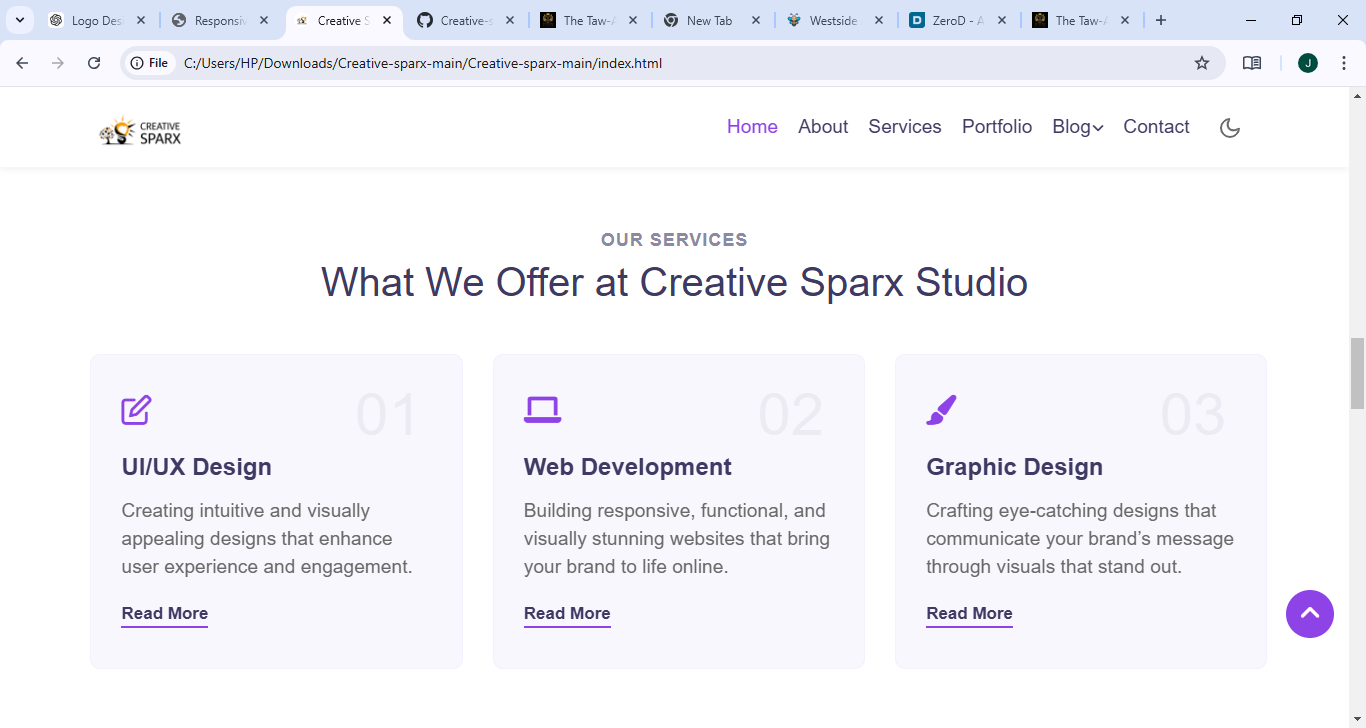 Logo Des
Responsiv
Creative S
Creative-s
The Taw-A
New Tab
Westside
ZeroD - A
The Taw-A
File
C:/Users/HP/Downloads/Creative-sparx-main/Creative-sparx-main/index.html
J
CREATIVE
SPARX
Home About Services Portfolio Blog Contact
OUR SERVICES
What We Offer at Creative Sparx Studio
01
UI/UX Design
Creating intuitive and visually
appealing designs that enhance
user experience and engagement.
Read More
02
Web Development
Building responsive, functional, and
visually stunning websites that bring
your brand to life online.
Read More
03
Graphic Design
Crafting eye-catching designs that
communicate your brand’s message
through visuals that stand out.
Read More